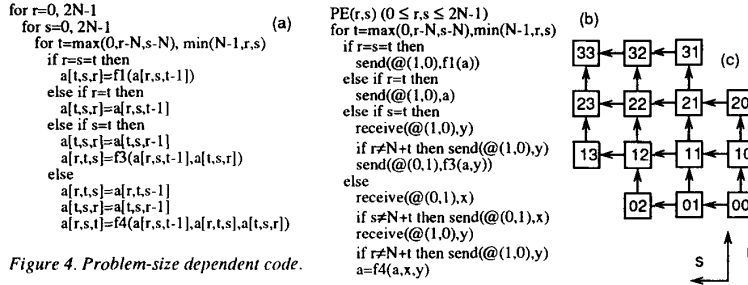 for r=0, 2N-1
(a)
for s=0, 2N-1
for t=max(0,r-N,s-N), min(N-1,r,s)
if r=s=t then
a[t,s,r]=f1(a[r,s,t-1])
else if r=t then
a[t,s,r]=a[r,s,t-1]
else if s=t then
a[t,s,r]=a[t,s,r-1]
a[r,t,s]=f3(a[r,s,t-1],a[t,s,r])
else
a[r,t,s]=a[r,t,s-1]
a[t,s,r]=a[t,s,r-1]
a[r,s,t]=f4(a[r,s,t-1],a[r,t,s],a[t,s,r])
Figure 4. Problem-size dependent code.
PE(r,s) (0 ≤ r,s ≤ 2N-1)
(b)
for t=max(0,r-N,s-N),min(N-1,r,s)
if r=s=t then
send(@(1,0),f1(a))
else if r=t then
send(@(1,0),a)
else if s=t then
receive(@(1,0),y)
if r≠N+t then send(@(1,0),y)
send(@(0,1),f3(a,y))
else
receive(@(0,1),x)
if s≠N+t then send(@(0,1),x)
receive(@(1,0),y)
if r≠N+t then send(@(1,0),y)
a=f4(a,x,y)
(c)
33 32 31
23 22 21 20
13 12 11 10
02 01 00
s